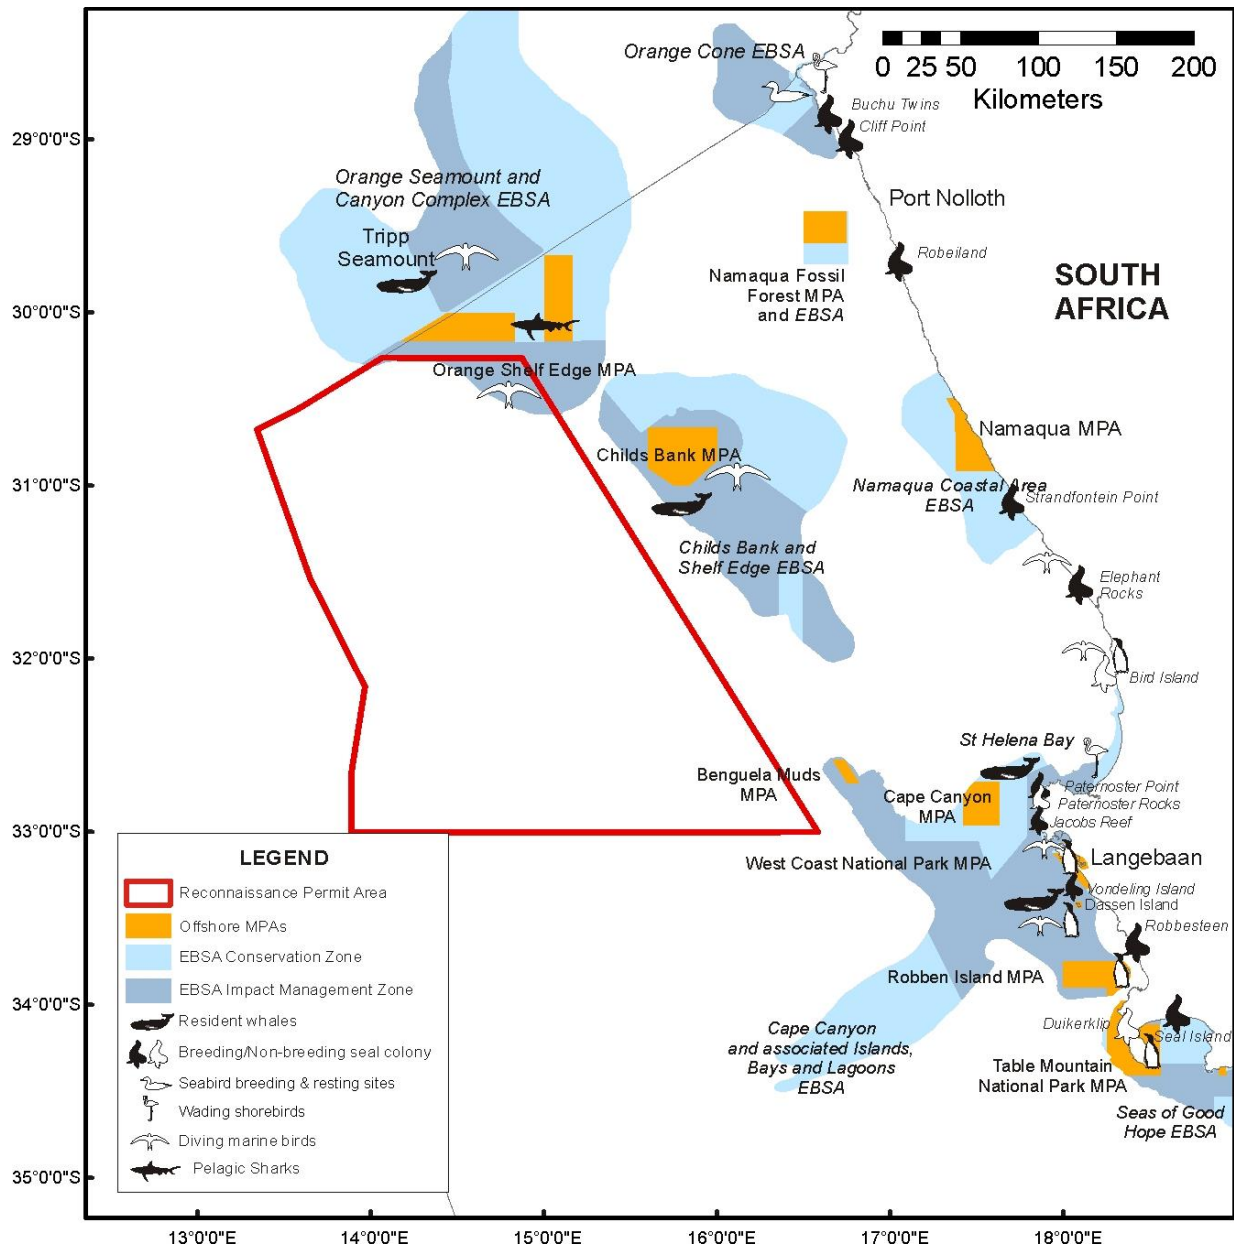 Orange Cone EBSA
0 25 50 100 150 200
Kilometers
Buchu Twins
Cliff Point
29°0'0"S
Orange Seamount and
Canyon Complex EBSA
Port Nolloth
Tripp
Seamount
Robeiland
Namaqua Fossil
Forest MPA
and EBSA
SOUTH
AFRICA
30°0'0"S
Orange Shelf Edge MPA
Namaqua MPA
Childs Bank MPA
31°0'0"S
Namaqua Coastal Area
EBSA
Strandfontein Point
Childs Bank and
Shelf Edge EBSA
Elephant
Rocks
32°0'0"S
Bird Island
St Helena Bay
Benguela Muds
MPA
Cape Canyon
MPA
Paternoster Point
Paternoster Rocks
Jacobs Reef
33°0'0"S
West Coast National Park MPA
Langebaan
Vondeling Island
Dassen Island
Robbesteen
Robben Island MPA
34°0'0"S
Duikerklip
Seal Island
Cape Canyon
and associated Islands,
Bays and Lagoons
EBSA
Table Mountain
National Park MPA
Seas of Good
Hope EBSA
35°0'0"S
LEGEND
Reconnaissance Permit Area
Offshore MPAs
EBSA Conservation Zone
EBSA Impact Management Zone
Resident whales
Breeding/Non-breeding seal colony
Seabird breeding & resting sites
Wading shorebirds
Diving marine birds
Pelagic Sharks
13°0'0"E 14°0'0"E 15°0'0"E 16°0'0"E 17°0'0"E 18°0'0"E